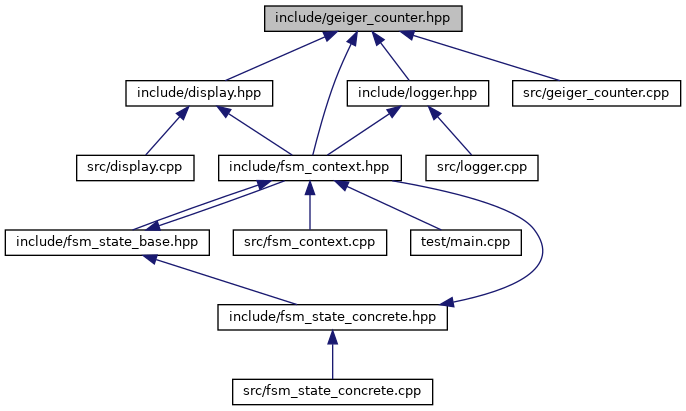 include/geiger_counter.hpp
include/display.hpp
include/logger.hpp
src/geiger_counter.cpp
src/display.cpp
include/fsm_context.hpp
src/logger.cpp
include/fsm_state_base.hpp
src/fsm_context.cpp
test/main.cpp
include/fsm_state_concrete.hpp
src/fsm_state_concrete.cpp